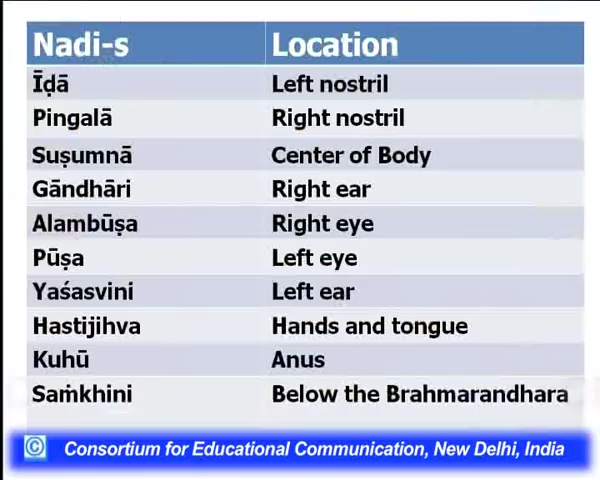 Nadi-s Location
Īḍā Left nostril
Pingalā Right nostril
Suṣumnā Center of Body
Gāndhāri Right ear
Alambūṣa Right eye
Pūṣa Left eye
Yaśasvini Left ear
Hastijihva Hands and tongue
Kuhū Anus
Saṁkhini Below the Brahmarandhara
© Consortium for Educational Communication, New Delhi, India